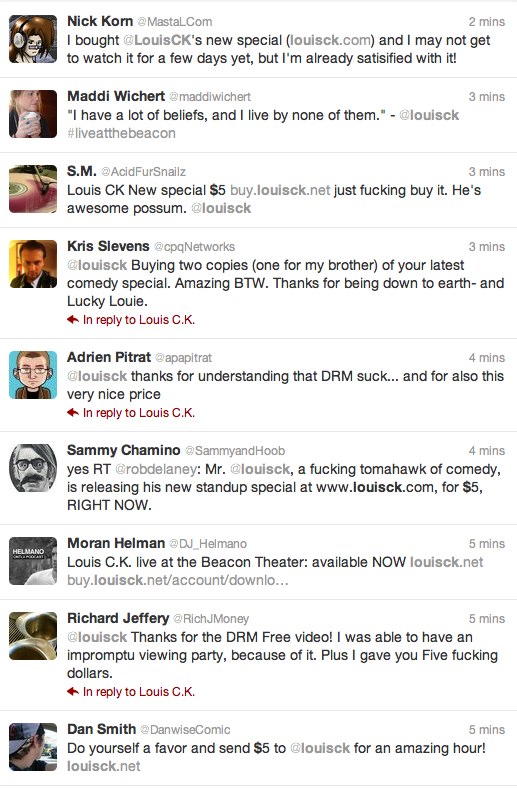 Nick Korn @MastaLCom 2 mins
I bought @LouisCK's new special (louisck.com) and I may not get
to watch it for a few days yet, but I'm already satisified with it!
Maddi Wichert @maddiwichert 3 mins
"I have a lot of beliefs, and I live by none of them." - @louisck
#liveatthebeacon
S.M. @AcidFurSnailz 3 mins
Louis CK New special $5 buy.louisck.net just fucking buy it. He's
awesome possum. @louisck
Kris Slevens @cpqNetworks 3 mins
@louisck Buying two copies (one for my brother) of your latest
comedy special. Amazing BTW. Thanks for being down to earth- and
Lucky Louie.
In reply to Louis C.K.
Adrien Pitrat @apapitrat 4 mins
@louisck thanks for understanding that DRM suck... and for also this
very nice price
In reply to Louis C.K.
Sammy Chamino @SammyandHoob 4 mins
yes RT @robdelaney: Mr. @louisck, a fucking tomahawk of comedy,
is releasing his new standup special at www.louisck.com, for $5,
RIGHT NOW.
HELMANO
Moran Helman @DJ_Helmano 5 mins
Louis C.K. live at the Beacon Theater: available NOW louisck.net
buy.louisck.net/account/downlo…
Richard Jeffery @RichJMoney 5 mins
@louisck Thanks for the DRM Free video! I was able to have an
impromptu viewing party, because of it. Plus I gave you Five fucking
dollars.
In reply to Louis C.K.
Dan Smith @DanwiseComic 5 mins
Do yourself a favor and send $5 to @louisck for an amazing hour!
louisck.net